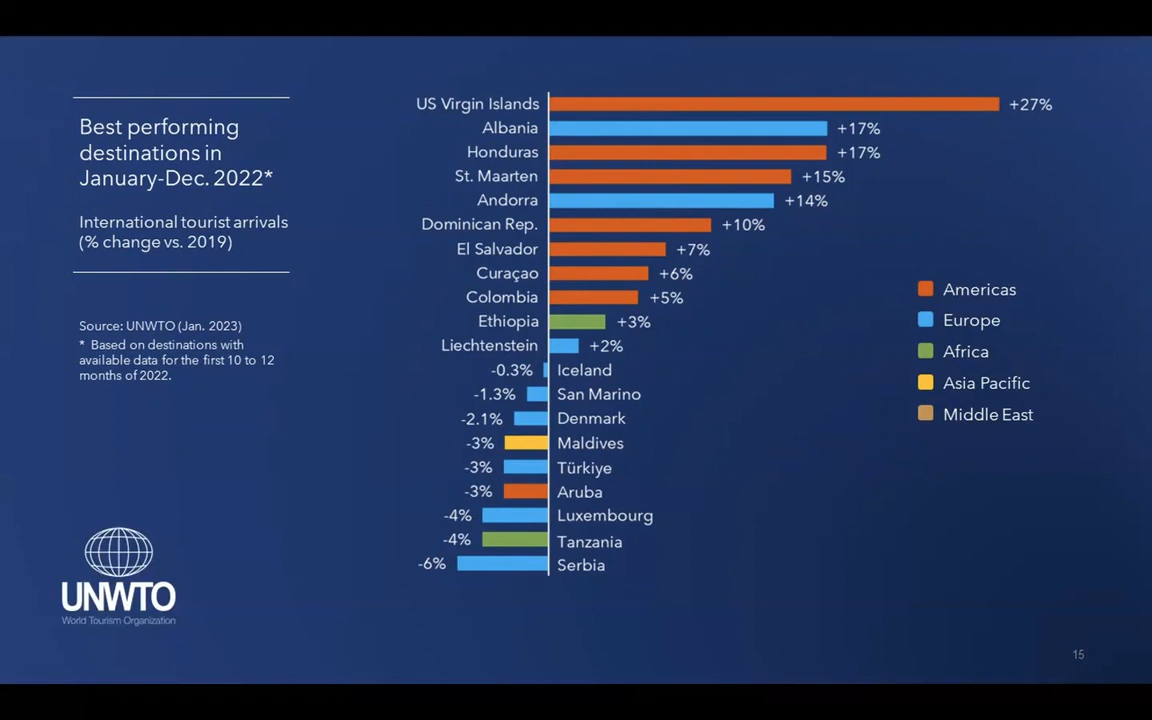 Best performing
destinations in
January-Dec. 2022*
International tourist arrivals
(% change vs. 2019)
Source: UNWTO (Jan. 2023)
* Based on destinations with
available data for the first 10 to 12
months of 2022.
UNWTO
World Tourism Organization
US Virgin Islands +27%
Albania +17%
Honduras +17%
St. Maarten +15%
Andorra +14%
Dominican Rep. +10%
El Salvador +7%
Curaçao +6%
Colombia +5%
Ethiopia +3%
Liechtenstein +2%
-0.3% Iceland
-1.3% San Marino
-2.1% Denmark
-3% Maldives
-3% Türkiye
-3% Aruba
-4% Luxembourg
-4% Tanzania
-6% Serbia
Americas
Europe
Africa
Asia Pacific
Middle East
15